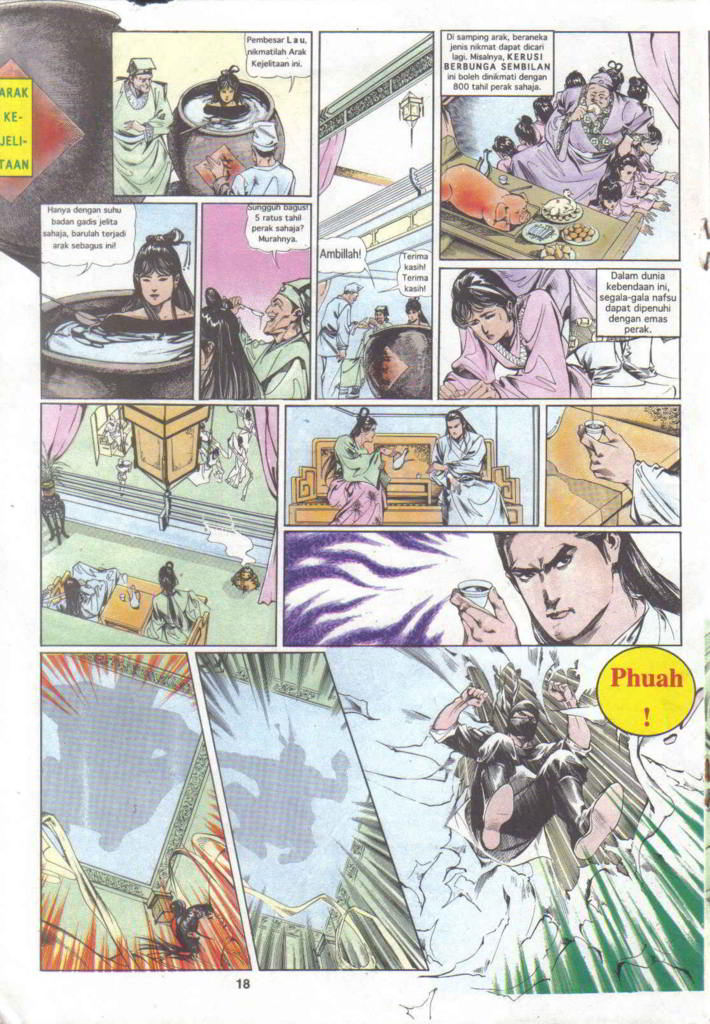 ARAK
KE-
JELI-
TAAN
Pembesar Lau,
nikmatilah Arak
Kejelitaan ini.
Hanya dengan suhu
badan gadis jelita
sahaja, barulah terjadi
arak sebagus ini!
Sungguh bagus!
5 ratus tahil
perak sahaja?
Murahnya.
Ambillah!
Terima
kasih!
Terima
kasih!
Di samping arak, beraneka
jenis nikmat dapat dicari
lagi. Misalnya, KERUSI
BERBUNGA SEMBILAN
ini boleh dinikmati dengan
800 tahil perak sahaja.
Dalam dunia
kebendaan ini,
segala-gala nafsu
dapat dipenuhi
dengan emas
perak.
Phuah
!
18